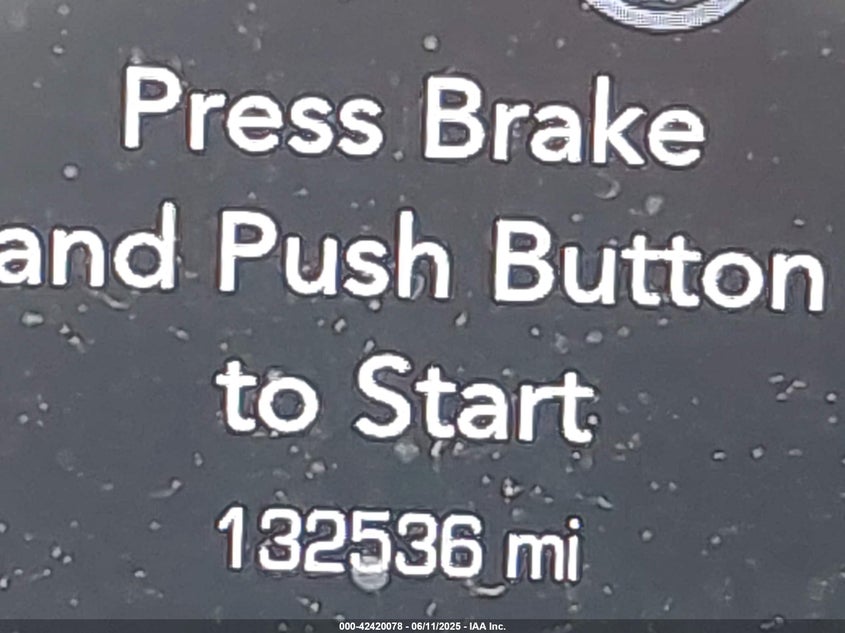 Press Brake
and Push Button
to Start
132536 mi
000-42420078 - 06/11/2025 - IAA Inc.